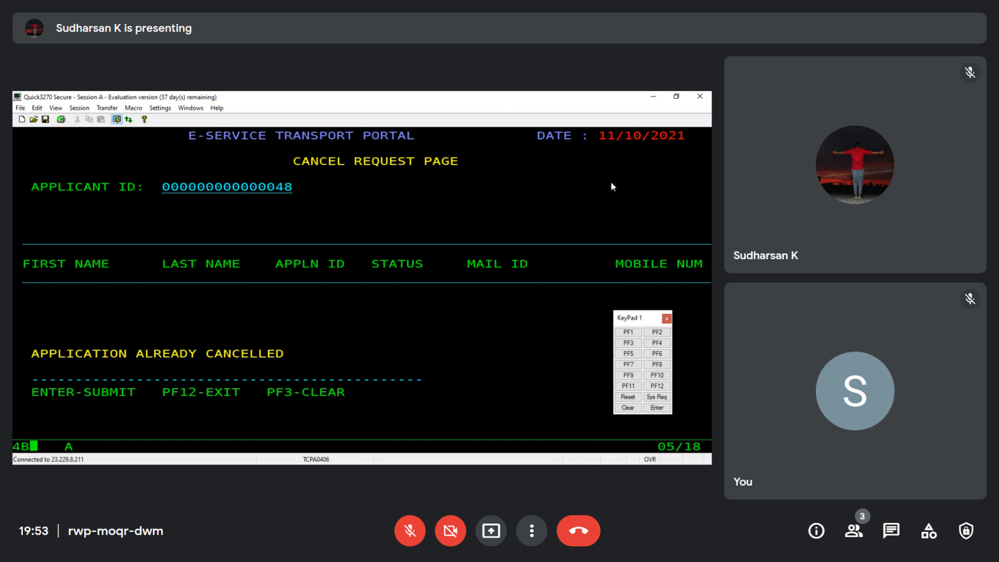 Sudharsan K is presenting
Quick3270 Secure - Session A - Evaluation version (57 day(s) remaining)
File Edit View Session Transfer Macro Settings Windows Help
E-SERVICE TRANSPORT PORTAL DATE : 11/10/2021
CANCEL REQUEST PAGE
APPLICANT ID: 000000000000048
FIRST NAME LAST NAME APPLN ID STATUS MAIL ID MOBILE NUM
APPLICATION ALREADY CANCELLED
---------------------------------------------
ENTER-SUBMIT PF12-EXIT PF3-CLEAR
KeyPad 1 x
PF1 PF2
PF3 PF4
PF5 PF6
PF7 PF8
PF9 PF10
PF11 PF12
Reset Sys Req
Clear Enter
4B A 05/18
Connected to 23.229.8.211 TCPA0406 OVR
Sudharsan K
S
You
19:53 | rwp-moqr-dwm
3